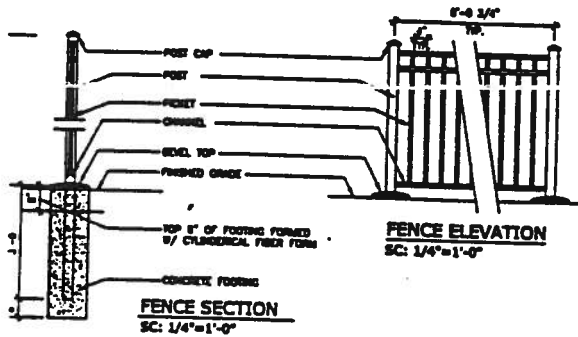 8'-0 3/4"
TYP.
POST CAP
POST
PICKET
CHANNEL
BEVEL TOP
FINISHED GRADE
TOP 8" OF FOOTING FORMED
W/ CYLINDERICAL FIBER FORM
CONCRETE FOOTING
FENCE ELEVATION
SC: 1/4"=1'-0"
FENCE SECTION
SC: 1/4"=1'-0"